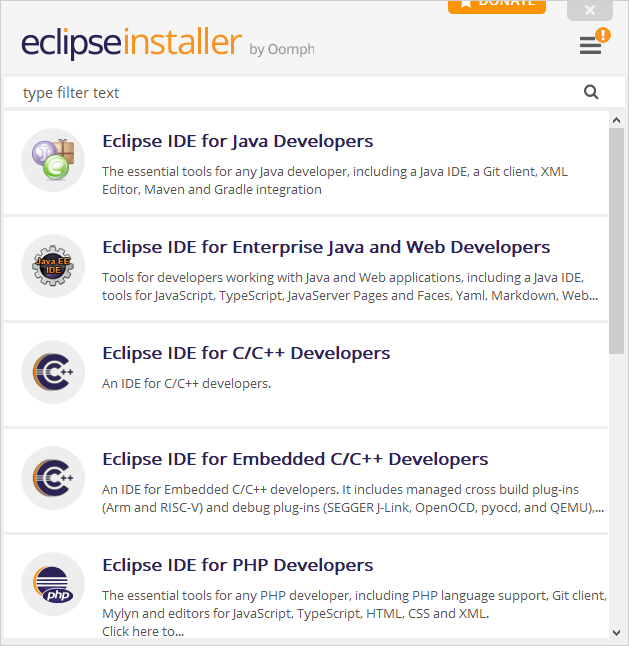 DONATE
eclipseinstaller by Oomph
!
type filter text
Eclipse IDE for Java Developers
The essential tools for any Java developer, including a Java IDE, a Git client, XML
Editor, Maven and Gradle integration
Java EE
IDE
Eclipse IDE for Enterprise Java and Web Developers
Tools for developers working with Java and Web applications, including a Java IDE,
tools for JavaScript, TypeScript, JavaServer Pages and Faces, Yaml, Markdown, Web...
C++
Eclipse IDE for C/C++ Developers
An IDE for C/C++ developers.
C++
Eclipse IDE for Embedded C/C++ Developers
An IDE for Embedded C/C++ developers. It includes managed cross build plug-ins
(Arm and RISC-V) and debug plug-ins (SEGGER J-Link, OpenOCD, pyocd, and QEMU),...
php
Eclipse IDE for PHP Developers
The essential tools for any PHP developer, including PHP language support, Git client,
Mylyn and editors for JavaScript, TypeScript, HTML, CSS and XML.
Click here to...